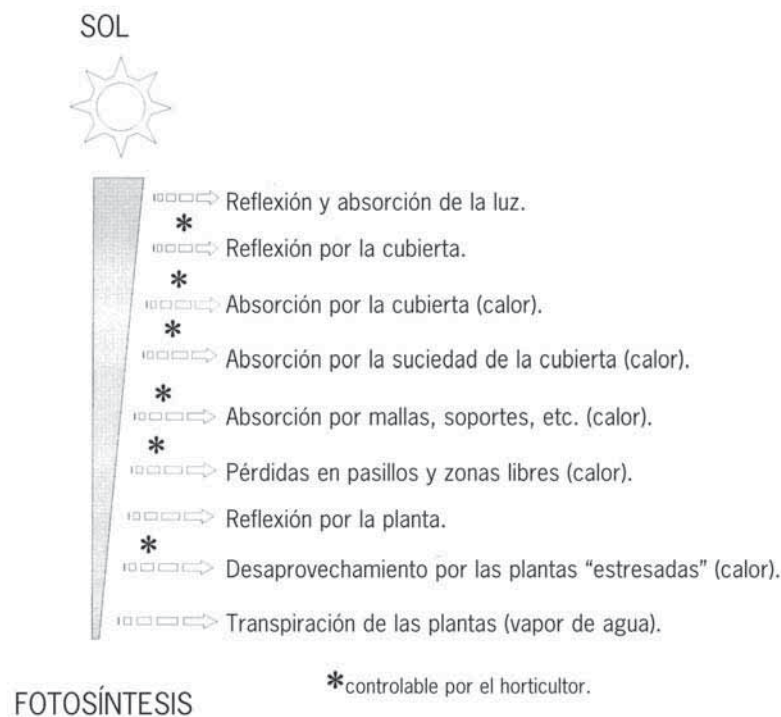 SOL
Reflexión y absorción de la luz.
*
Reflexión por la cubierta.
*
Absorción por la cubierta (calor).
*
Absorción por la suciedad de la cubierta (calor).
*
Absorción por mallas, soportes, etc. (calor).
*
Pérdidas en pasillos y zonas libres (calor).
Reflexión por la planta.
*
Desaprovechamiento por las plantas “estresadas” (calor).
Transpiración de las plantas (vapor de agua).
*controlable por el horticultor.
FOTOSÍNTESIS